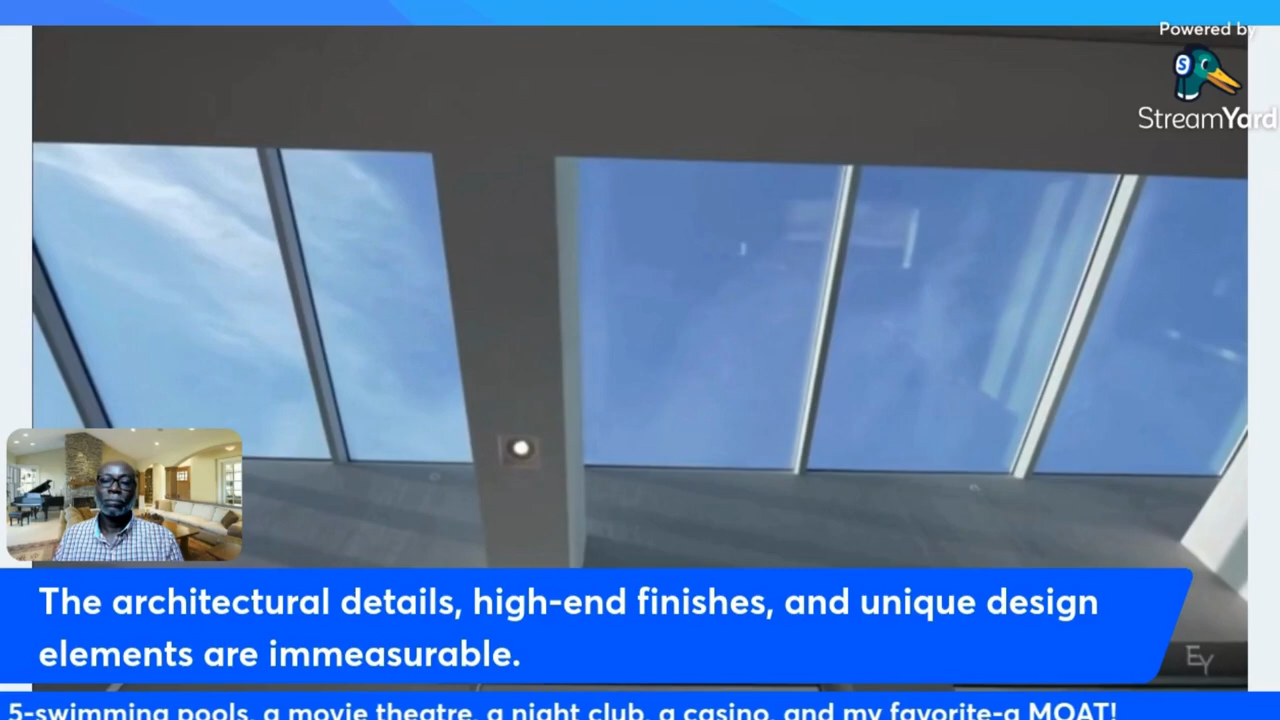 Powered by
StreamYard
The architectural details, high-end finishes, and unique design
elements are immeasurable.
EY
5-swimming pools, a movie theatre, a night club, a casino, and my favorite-a MOAT!